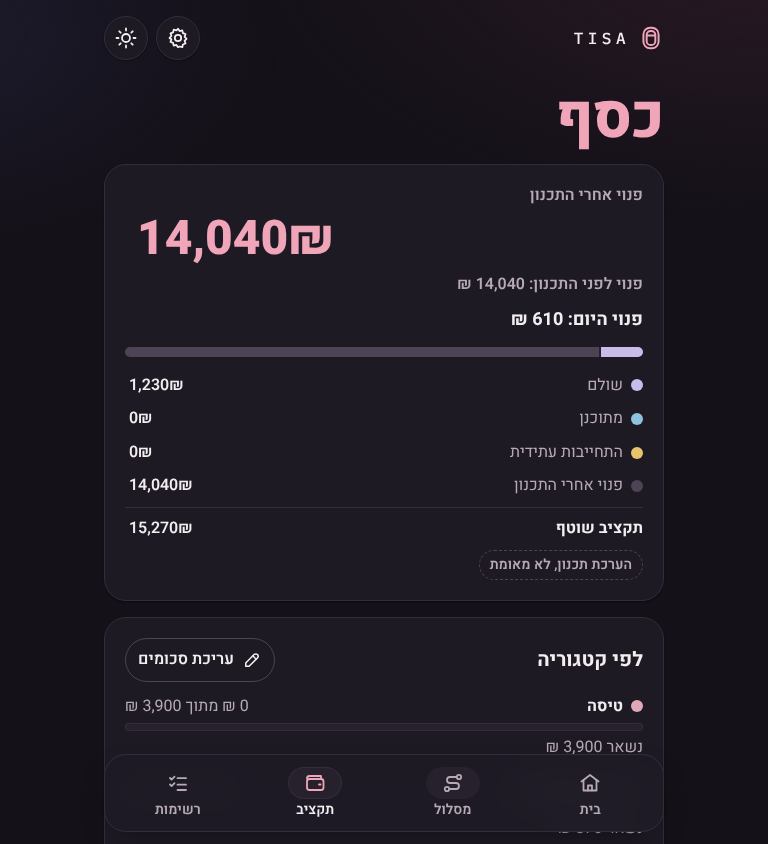 TISA
כסף
פנוי אחרי התכנון
14,040₪
פנוי לפני התכנון: 14,040 ₪
פנוי היום: 610 ₪
שולם 1,230₪
מתוכנן 0₪
התחייבות עתידית 0₪
פנוי אחרי התכנון 14,040₪
תקציב שוטף 15,270₪
הערכת תכנון, לא מאומת
לפי קטגוריה עריכת סכומים
טיסה 0 ₪ מתוך 3,900 ₪
נשאר 3,900 ₪
בית מסלול תקציב רשימות